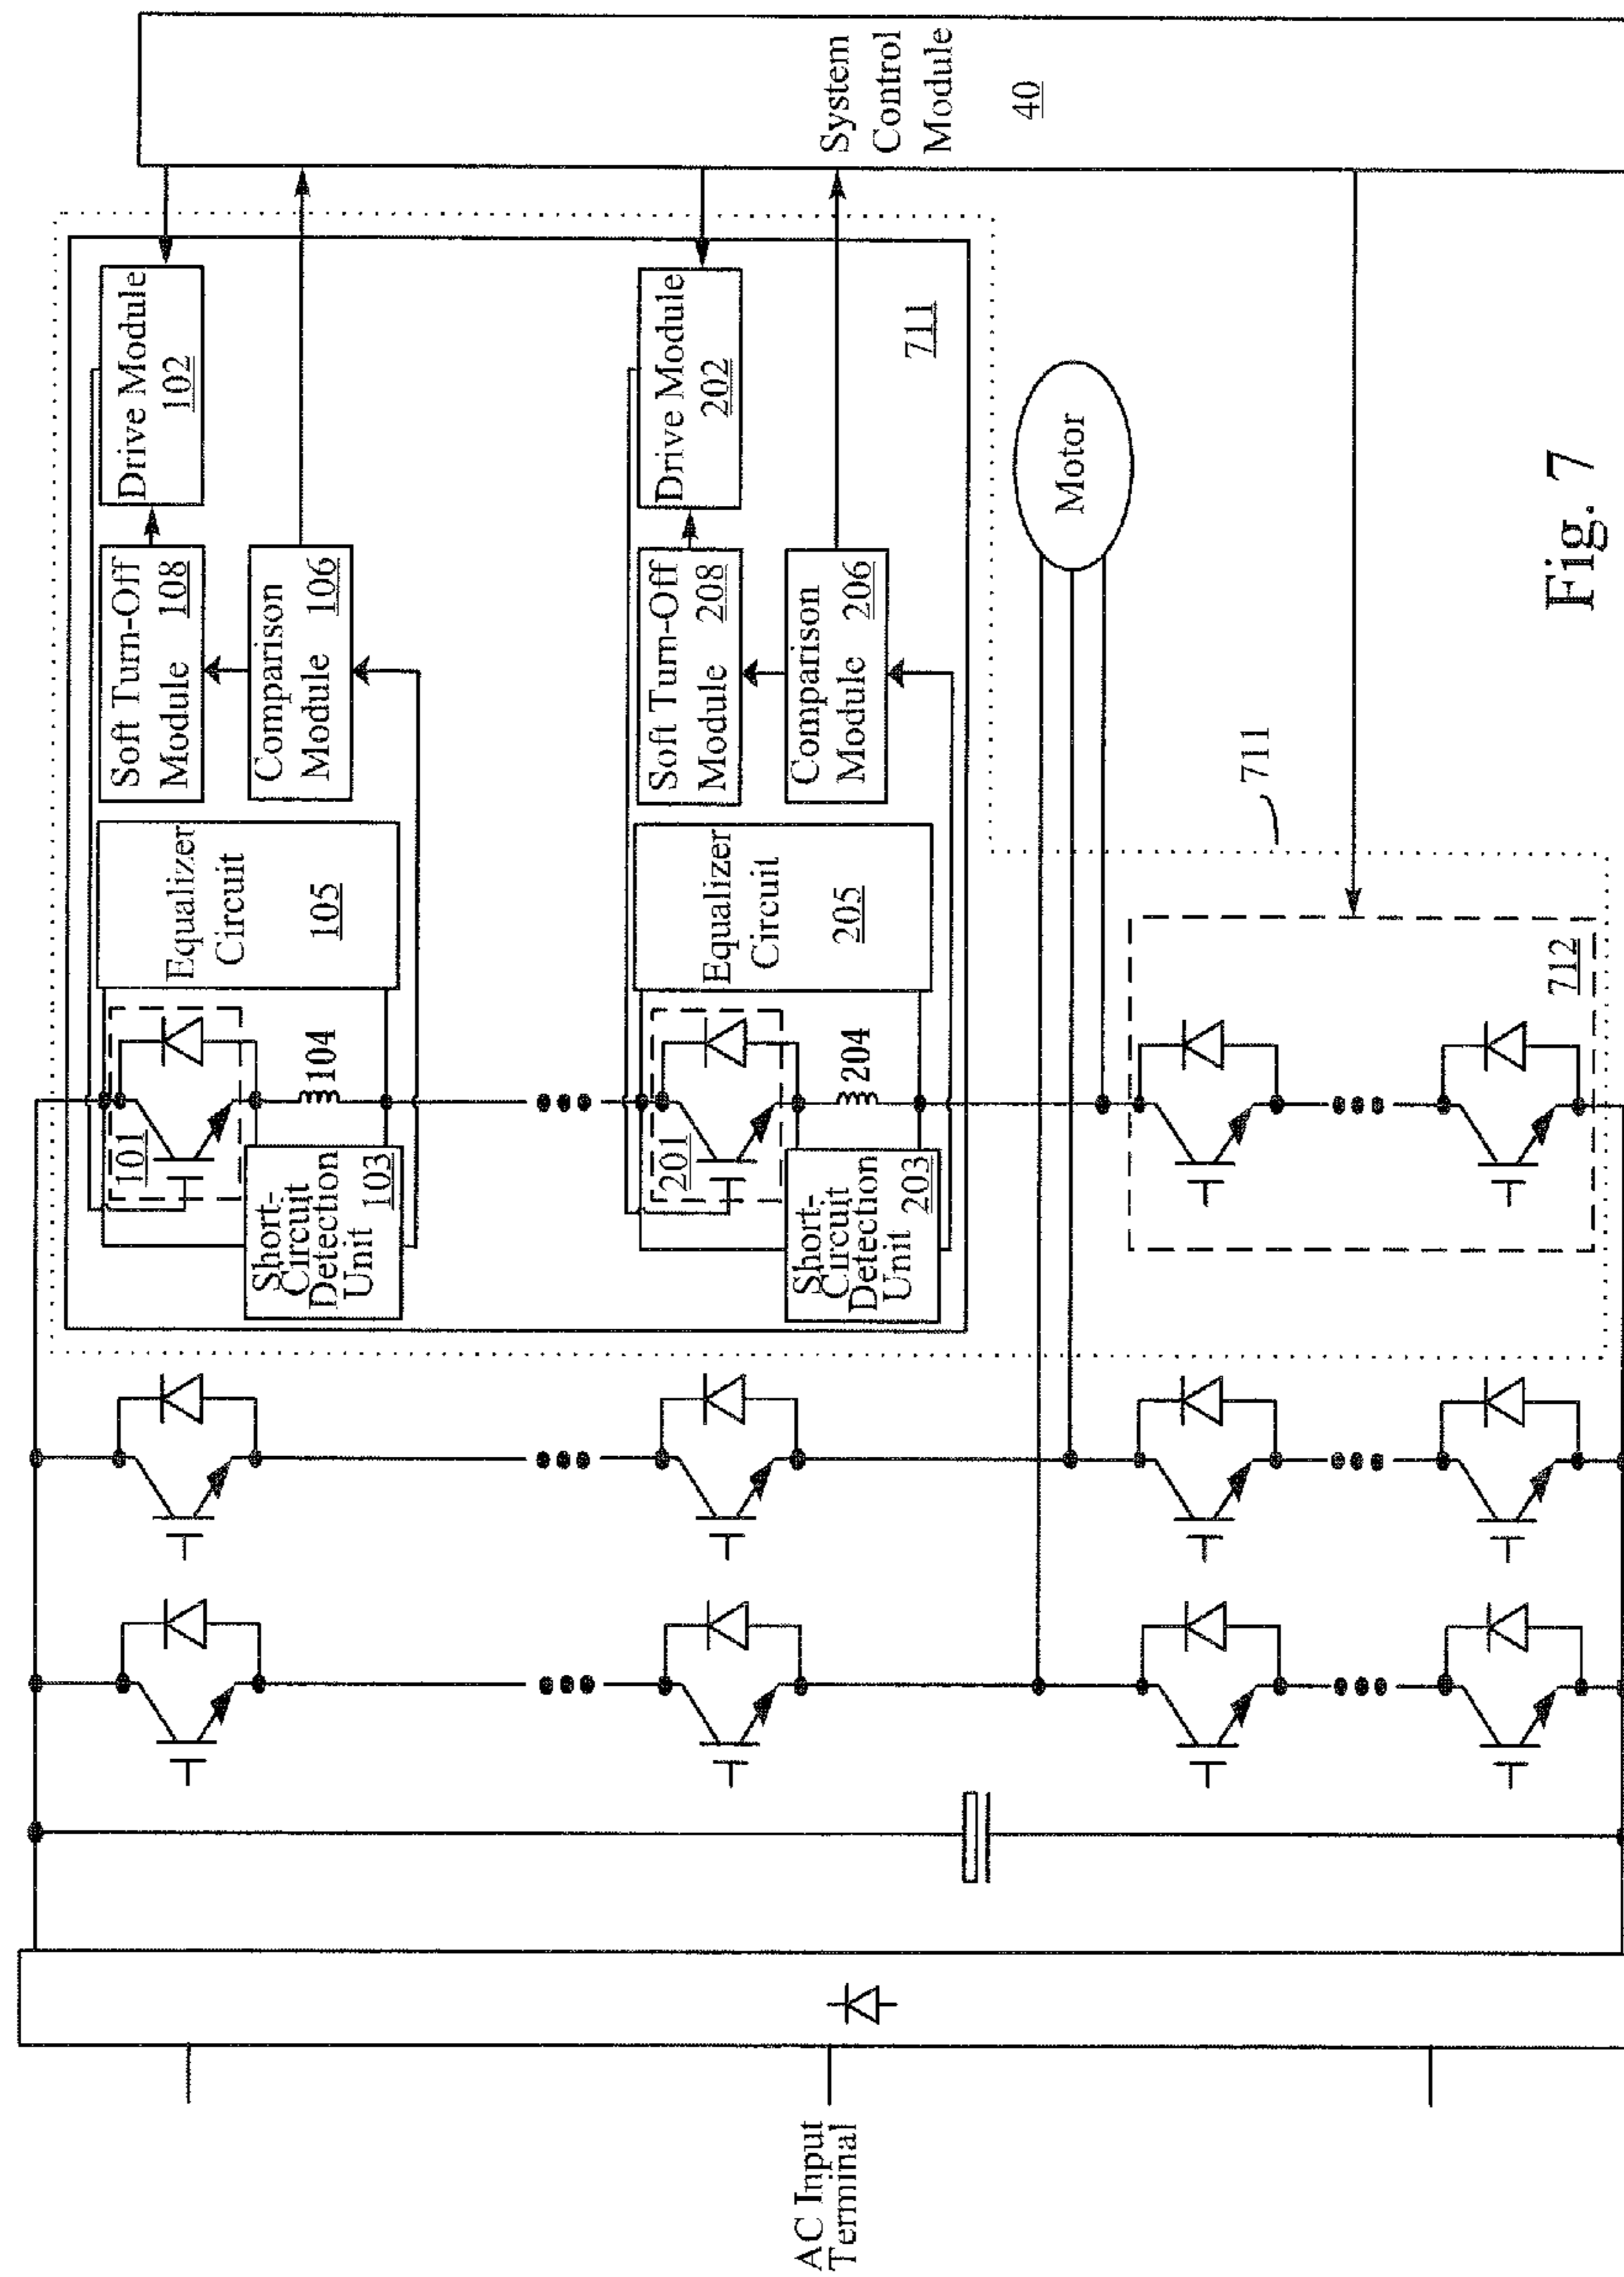 AC Input
Terminal
Short-
Circuit
Detection
Unit
103
101
104
Equalizer
Circuit
105
Soft Turn-Off
Module 108
Comparison
Module 106
Drive Module
102
Short-
Circuit
Detection
Unit
203
201
204
Equalizer
Circuit
205
Soft Turn-Off
Module 208
Comparison
Module 206
Drive Module
202
711
System
Control
Module
40
Motor
711
712
Fig. 7